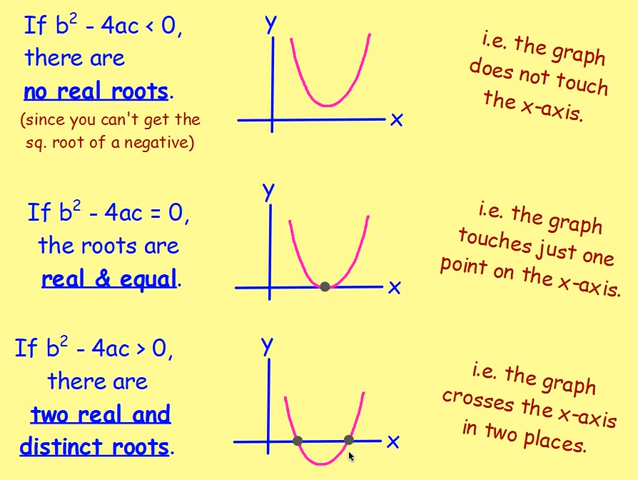 If b² - 4ac < 0,
there are
no real roots.
(since you can't get the
sq. root of a negative)
y
x
i.e. the graph
does not touch
the x-axis.
If b² - 4ac = 0,
the roots are
real & equal.
y
x
i.e. the graph
touches just one
point on the x-axis.
If b² - 4ac > 0,
there are
two real and
distinct roots.
y
x
i.e. the graph
crosses the x-axis
in two places.